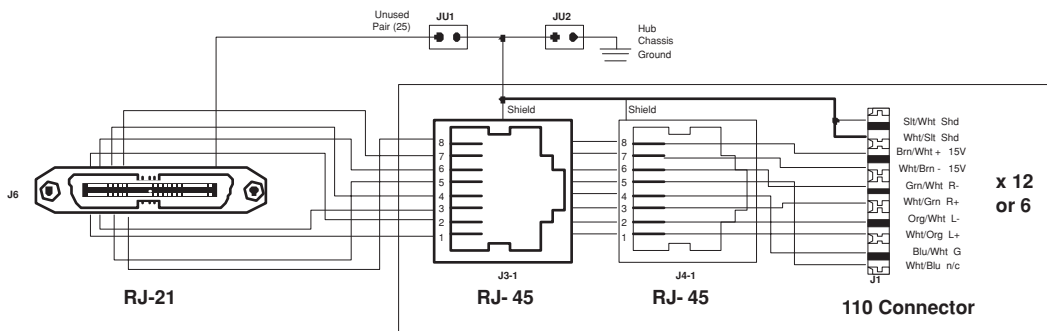 Unused
Pair (25)
JU1
JU2
Hub
Chassis
Ground
Shield
Shield
J6
8
7
6
5
4
3
2
1
8
7
6
5
4
3
2
1
Slt/Wht Shd
Wht/Slt Shd
Brn/Wht + 15V
Wht/Brn - 15V
Grn/Wht R-
Wht/Grn R+
Org/Wht L-
Wht/Org L+
Blu/Wht G
Wht/Blu n/c
x 12
or 6
J3-1
J4-1
J1
RJ-21
RJ- 45
RJ- 45
110 Connector